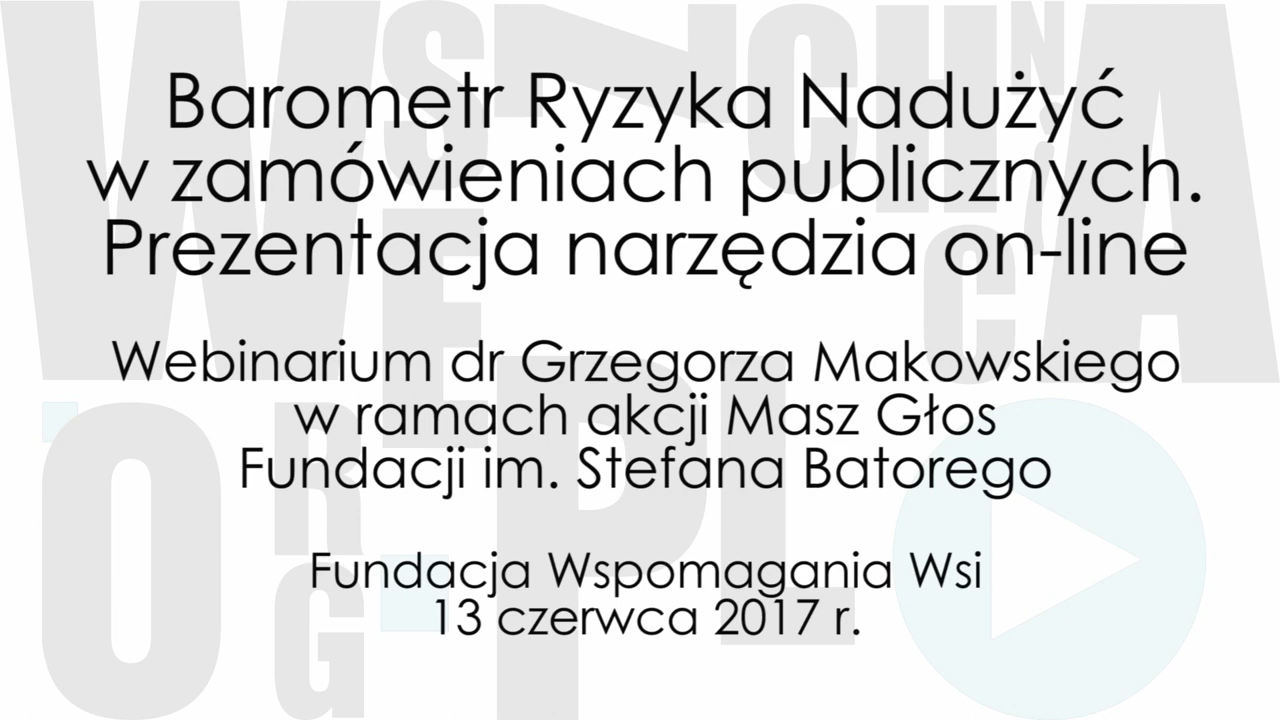 Barometr Ryzyka Nadużyć
w zamówieniach publicznych.
Prezentacja narzędzia on-line
Webinarium dr Grzegorza Makowskiego
w ramach akcji Masz Głos
Fundacji im. Stefana Batorego
Fundacja Wspomagania Wsi
13 czerwca 2017 r.